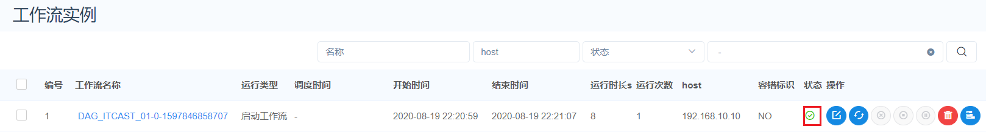 工作流实例
名称 host 状态 -
编号 工作流名称 运行类型 调度时间 开始时间 结束时间 运行时长s 运行次数 host 容错标识 状态 操作
1 DAG_ITCAST_01-0-1597846858707 启动工作流 - 2020-08-19 22:20:59 2020-08-19 22:21:07 8 1 192.168.10.10 NO